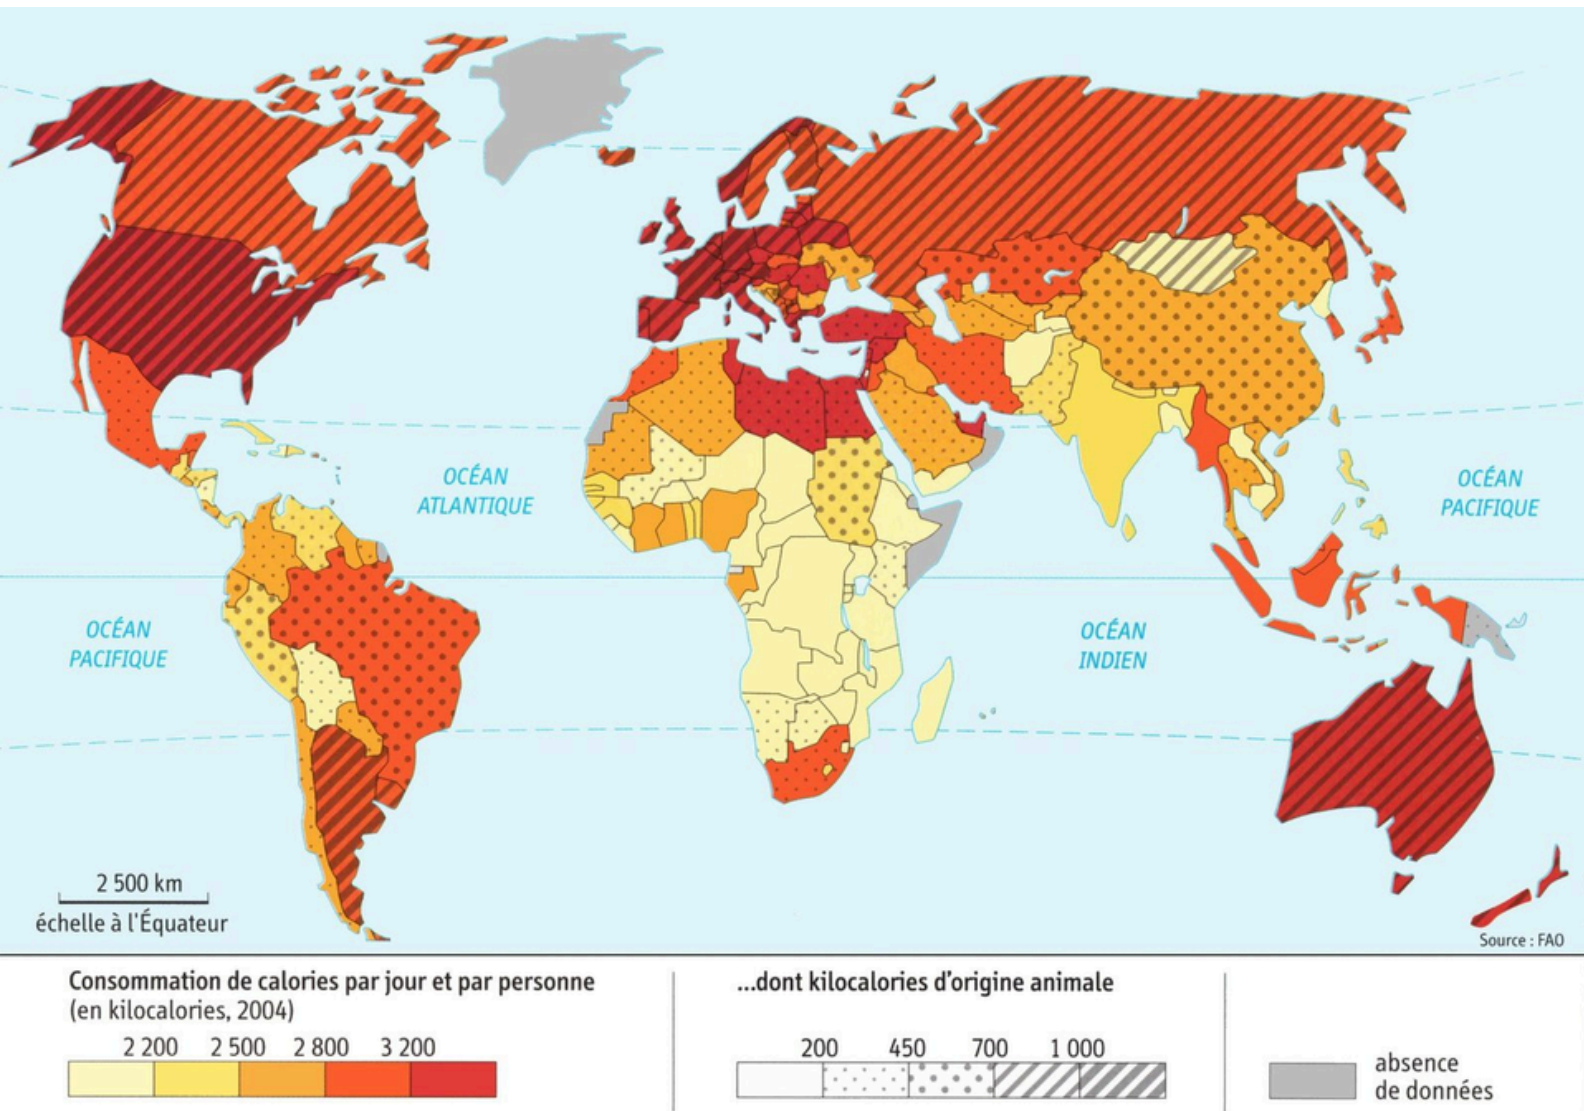 OCÉAN
ATLANTIQUE
OCÉAN
PACIFIQUE
OCÉAN
PACIFIQUE
OCÉAN
INDIEN
2 500 km
échelle à l'Équateur
Source : FAO
Consommation de calories par jour et par personne
(en kilocalories, 2004)
2 200 2 500 2 800 3 200
...dont kilocalories d'origine animale
200 450 700 1 000
absence
de données